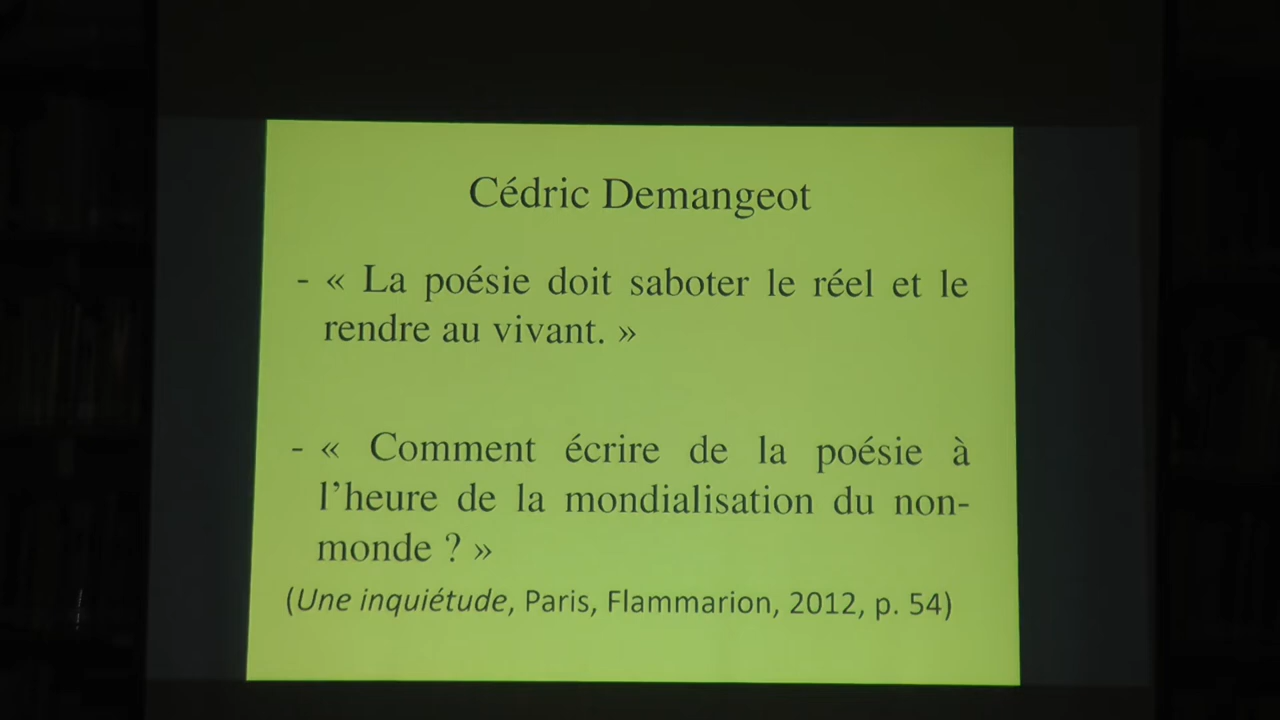 Cédric Demangeot
- « La poésie doit saboter le réel et le
rendre au vivant. »
- « Comment écrire de la poésie à
l’heure de la mondialisation du non-
monde ? »
(Une inquiétude, Paris, Flammarion, 2012, p. 54)